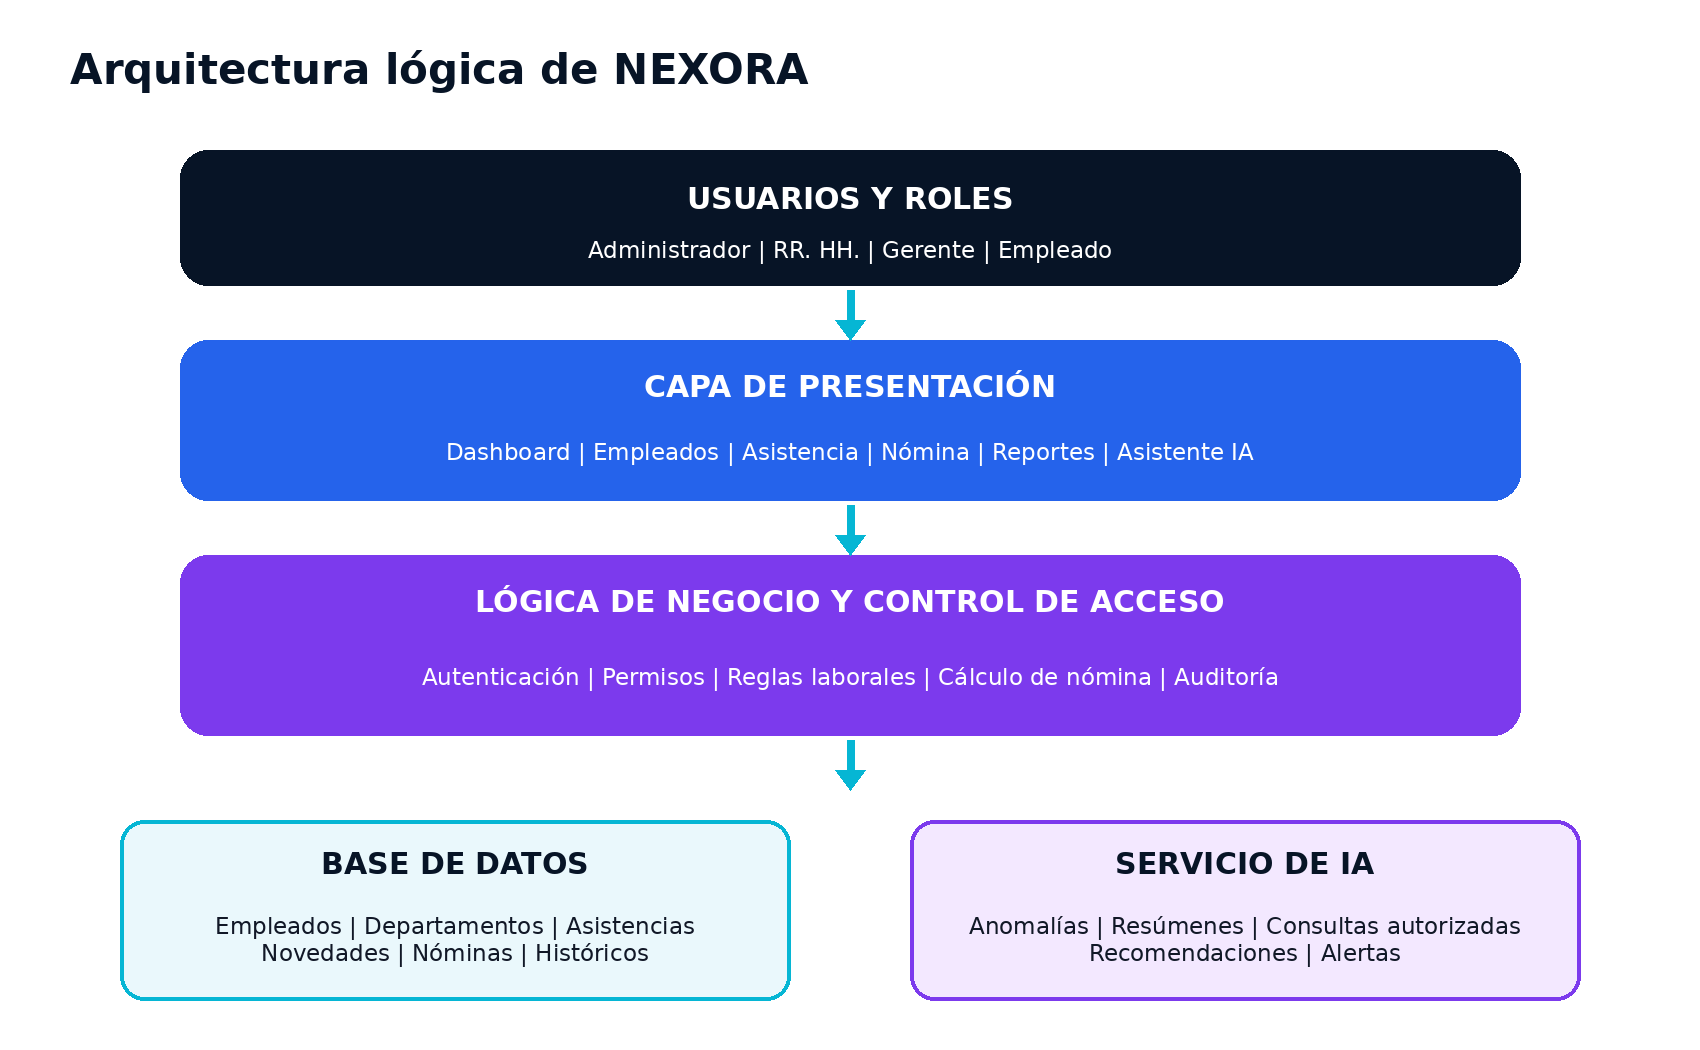 Arquitectura lógica de NEXORA
USUARIOS Y ROLES
Administrador | RR. HH. | Gerente | Empleado
CAPA DE PRESENTACIÓN
Dashboard | Empleados | Asistencia | Nómina | Reportes | Asistente IA
LÓGICA DE NEGOCIO Y CONTROL DE ACCESO
Autenticación | Permisos | Reglas laborales | Cálculo de nómina | Auditoría
BASE DE DATOS
Empleados | Departamentos | Asistencias
Novedades | Nóminas | Históricos
SERVICIO DE IA
Anomalías | Resúmenes | Consultas autorizadas
Recomendaciones | Alertas